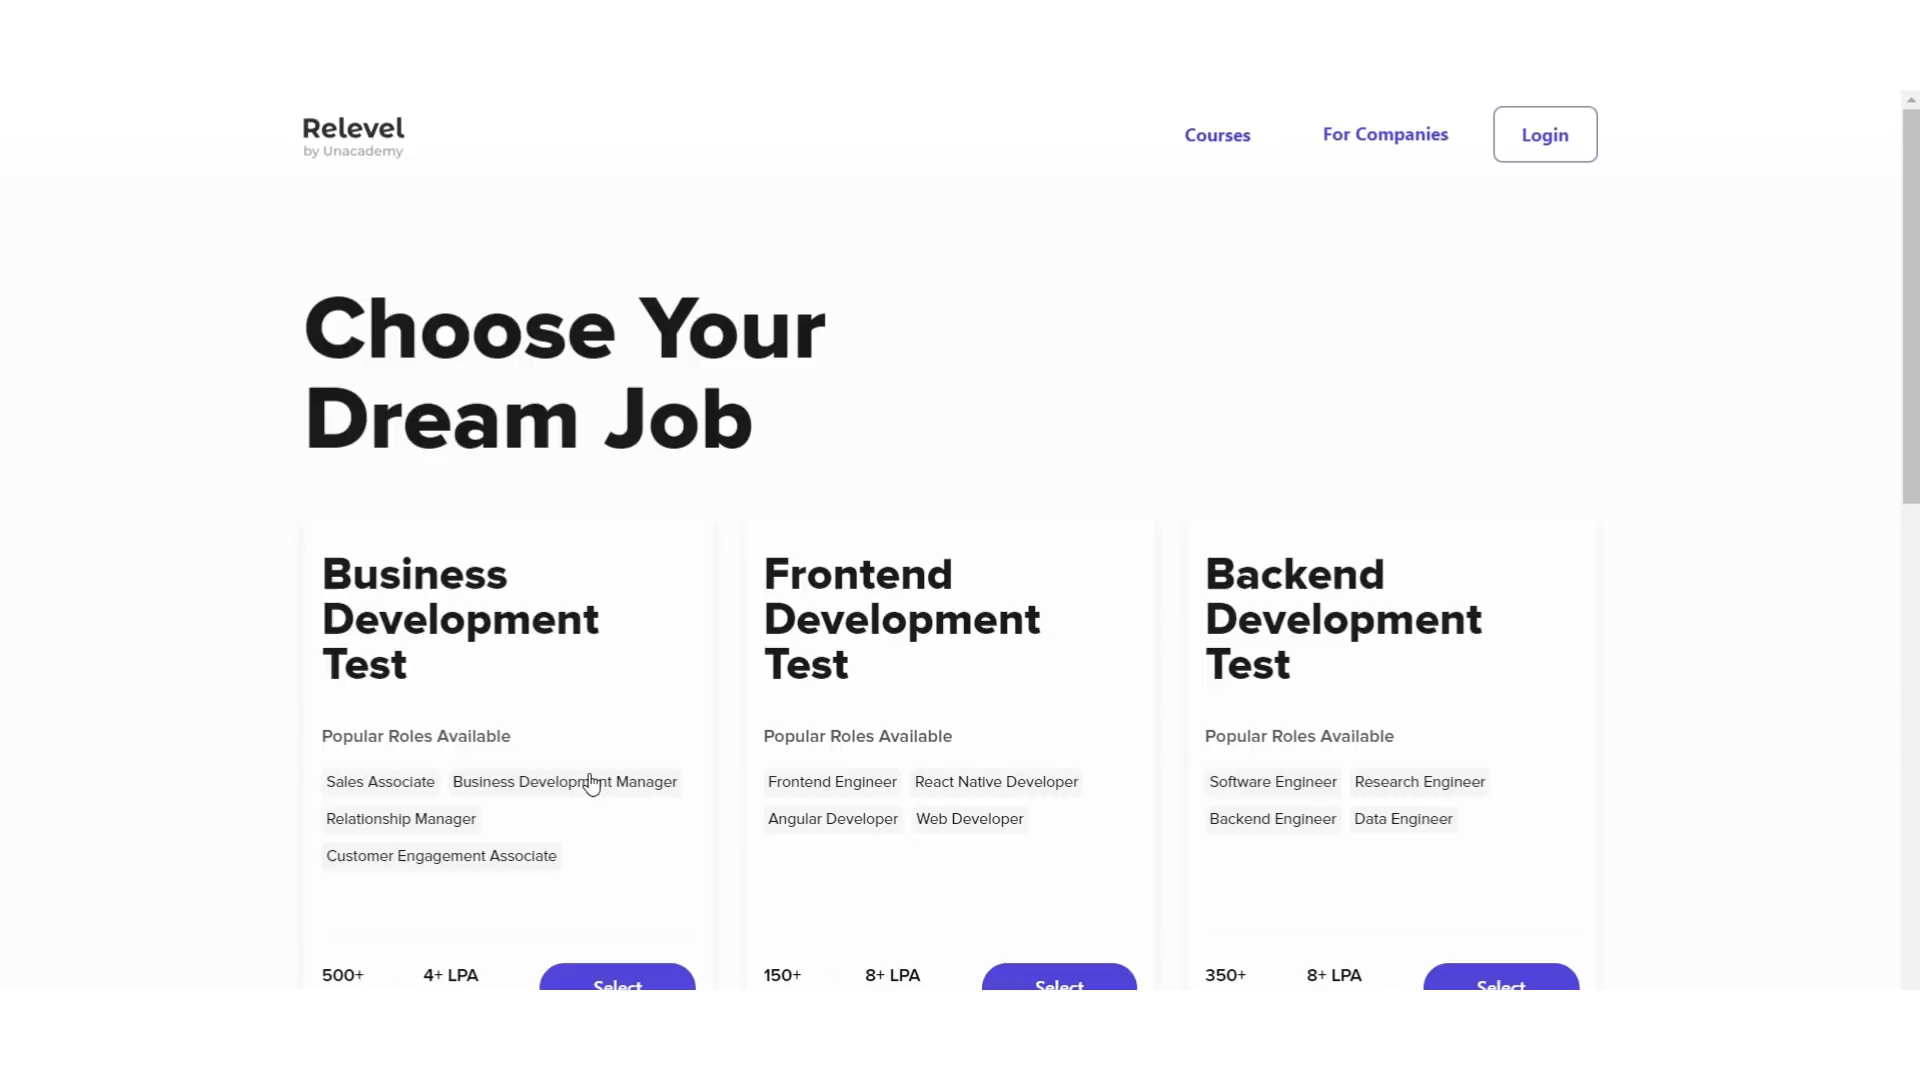 Relevel
by Unacademy
Courses
For Companies
Login
Choose Your
Dream Job
Business
Development
Test
Popular Roles Available
Sales Associate
Business Development Manager
Relationship Manager
Customer Engagement Associate
500+
4+ LPA
Select
Frontend
Development
Test
Popular Roles Available
Frontend Engineer
React Native Developer
Angular Developer
Web Developer
150+
8+ LPA
Select
Backend
Development
Test
Popular Roles Available
Software Engineer
Research Engineer
Backend Engineer
Data Engineer
350+
8+ LPA
Select